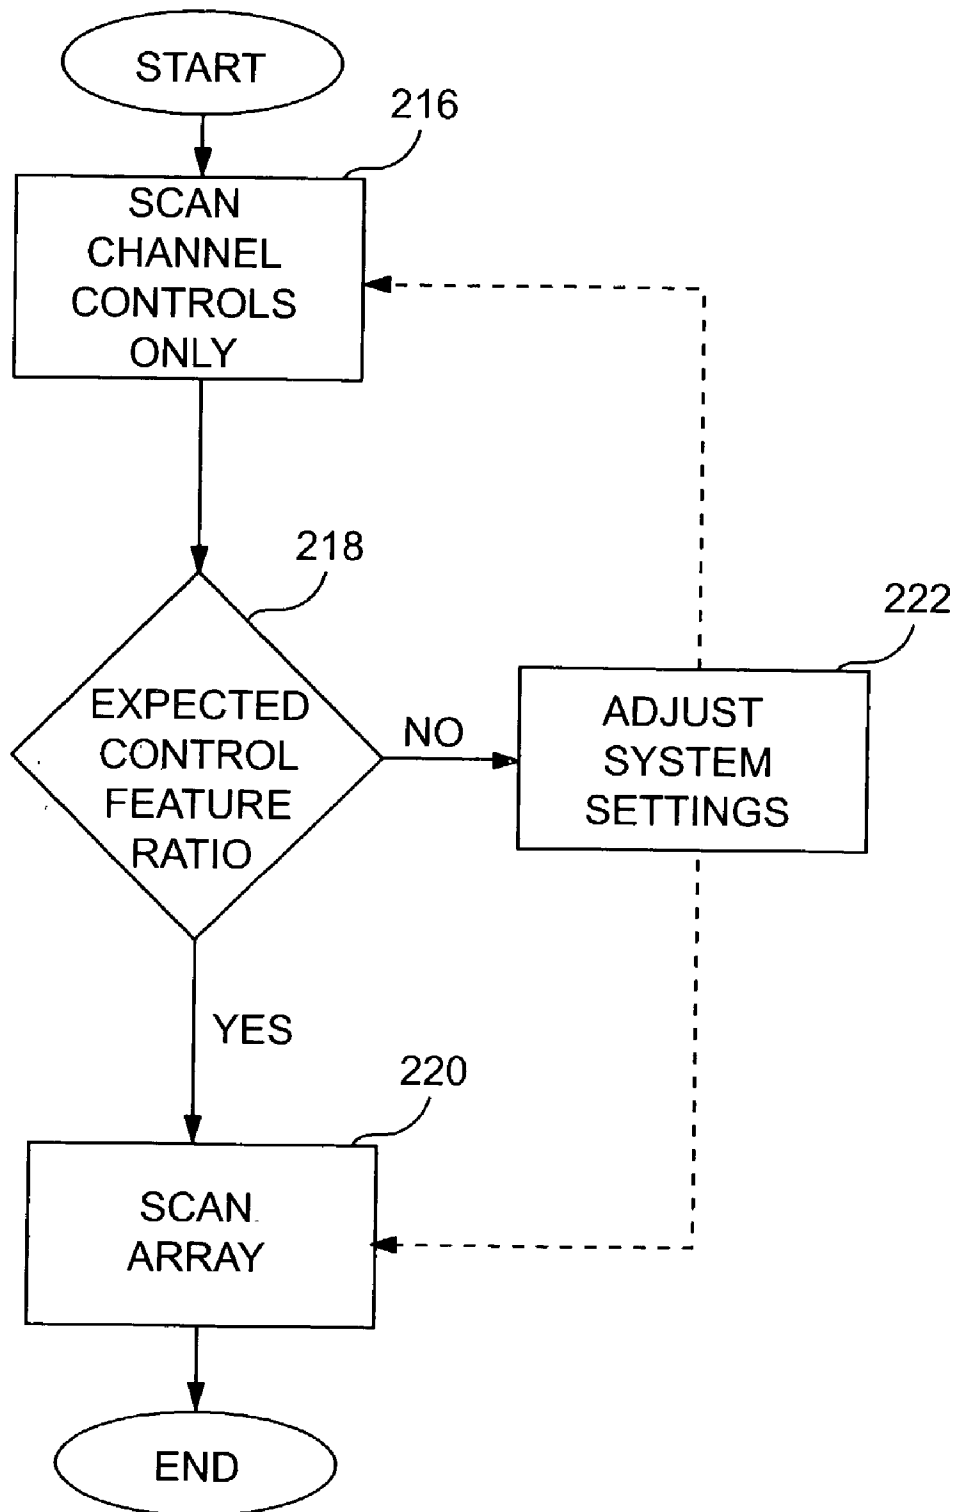 START
216
SCAN
CHANNEL
CONTROLS
ONLY
218
EXPECTED
CONTROL
FEATURE
RATIO
NO
222
ADJUST
SYSTEM
SETTINGS
YES
220
SCAN
ARRAY
END